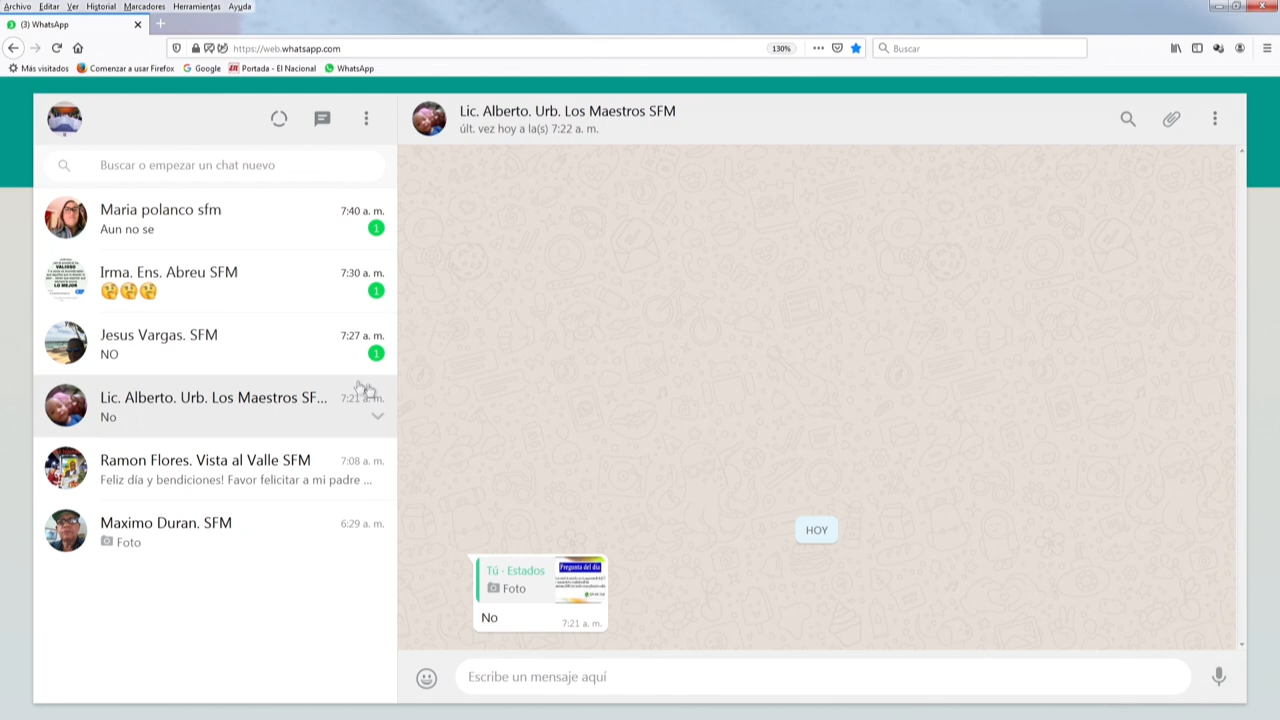 Archivo Editar Ver Historial Marcadores Herramientas Ayuda
(3) WhatsApp
https://web.whatsapp.com
130%
Buscar
Más visitados Comenzar a usar Firefox Google Portada - El Nacional WhatsApp
Buscar o empezar un chat nuevo
Maria polanco sfm 7:40 a. m.
Aun no se 1
Irma. Ens. Abreu SFM 7:30 a. m.
🤔🤔🤔 1
Jesus Vargas. SFM 7:27 a. m.
NO 1
Lic. Alberto. Urb. Los Maestros SF... 7:21 a. m.
No
Ramon Flores. Vista al Valle SFM 7:08 a. m.
Feliz día y bendiciones! Favor felicitar a mi padre ...
Maximo Duran. SFM 6:29 a. m.
Foto
Lic. Alberto. Urb. Los Maestros SFM
últ. vez hoy a la(s) 7:22 a. m.
HOY
Tú · Estados
Foto
Pregunta del día
No
7:21 a. m.
Escribe un mensaje aquí